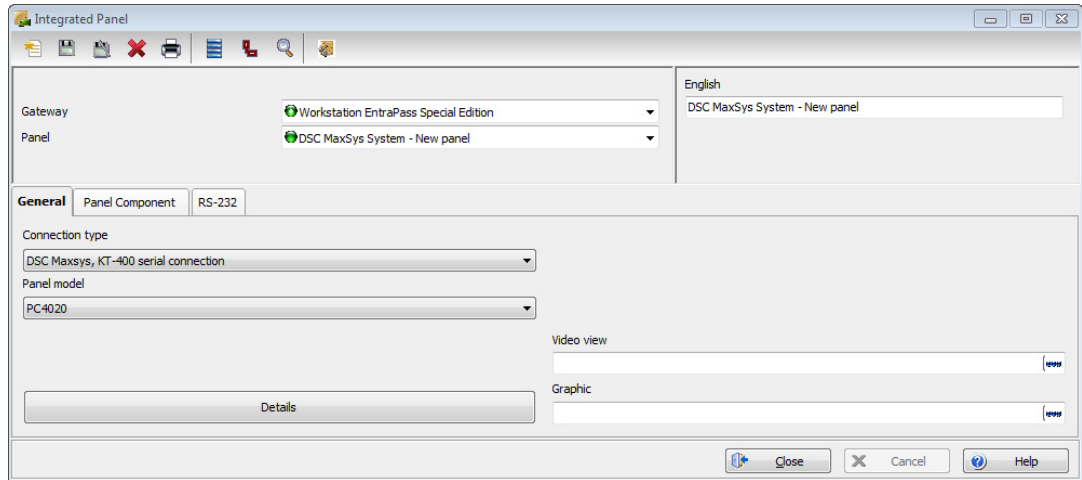 Integrated Panel
English
Gateway
Workstation EntraPass Special Edition
DSC MaxSys System - New panel
Panel
DSC MaxSys System - New panel
General
Panel Component
RS-232
Connection type
DSC Maxsys, KT-400 serial connection
Panel model
PC4020
Video view
Graphic
Details
Close
Cancel
Help